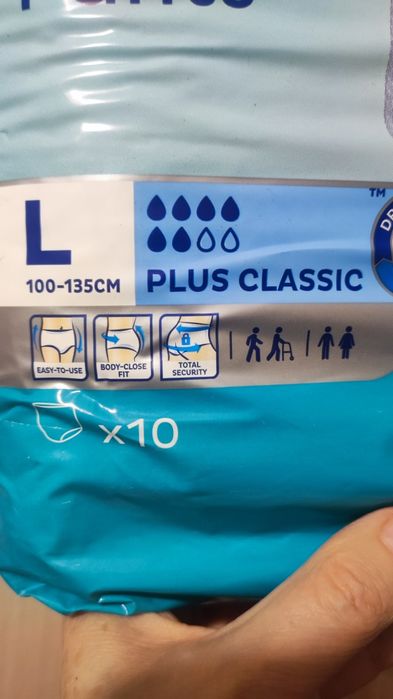 L
100-135CM
PLUS CLASSIC
™
EASY-TO-USE
BODY-CLOSE
FIT
TOTAL
SECURITY
x10